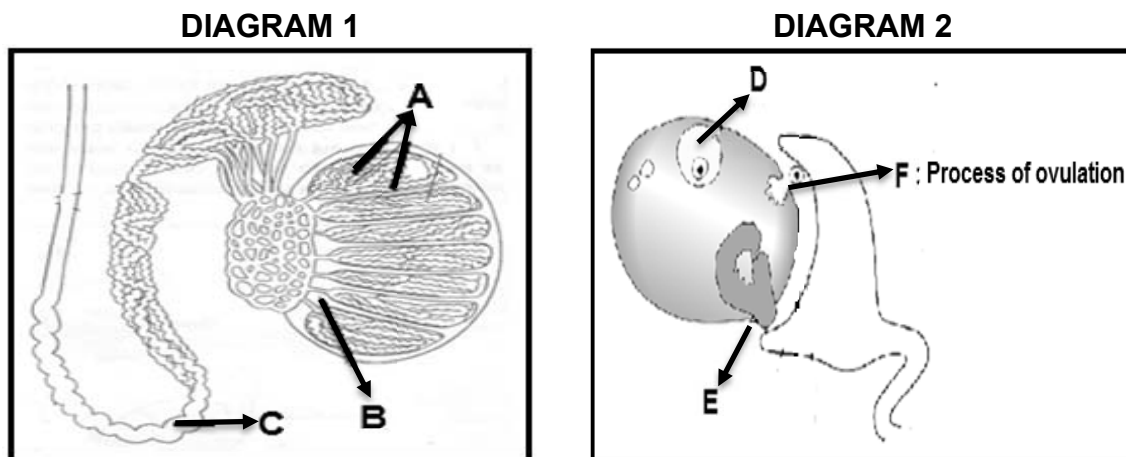 DIAGRAM 1
DIAGRAM 2
A
B
C
D
F : Process of ovulation
E